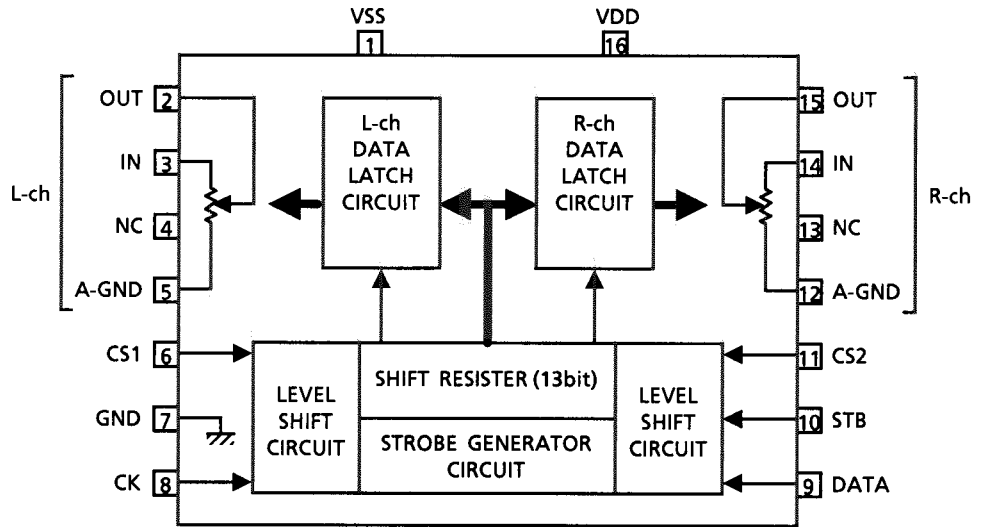 VSS
VDD
1
16
OUT 2
15 OUT
L-ch
DATA
LATCH
CIRCUIT
R-ch
DATA
LATCH
CIRCUIT
IN 3
14 IN
L-ch
R-ch
NC 4
13 NC
A-GND 5
12 A-GND
CS1 6
11 CS2
LEVEL
SHIFT
CIRCUIT
SHIFT RESISTER (13bit)
STROBE GENERATOR
CIRCUIT
LEVEL
SHIFT
CIRCUIT
GND 7
10 STB
CK 8
9 DATA